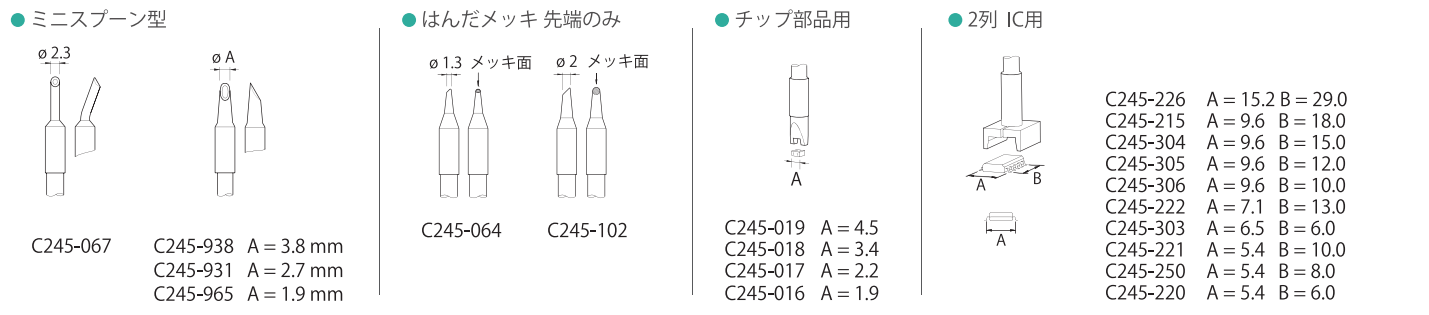 ● ミニスプーン型
ø 2.3
ø A
C245-067
C245-938 A = 3.8 mm
C245-931 A = 2.7 mm
C245-965 A = 1.9 mm
● はんだメッキ 先端のみ
ø 1.3 メッキ面
ø 2 メッキ面
C245-064
C245-102
● チップ部品用
A
C245-019 A = 4.5
C245-018 A = 3.4
C245-017 A = 2.2
C245-016 A = 1.9
● 2列 IC用
A
B
A
C245-226 A = 15.2 B = 29.0
C245-215 A = 9.6 B = 18.0
C245-304 A = 9.6 B = 15.0
C245-305 A = 9.6 B = 12.0
C245-306 A = 9.6 B = 10.0
C245-222 A = 7.1 B = 13.0
C245-303 A = 6.5 B = 6.0
C245-221 A = 5.4 B = 10.0
C245-250 A = 5.4 B = 8.0
C245-220 A = 5.4 B = 6.0